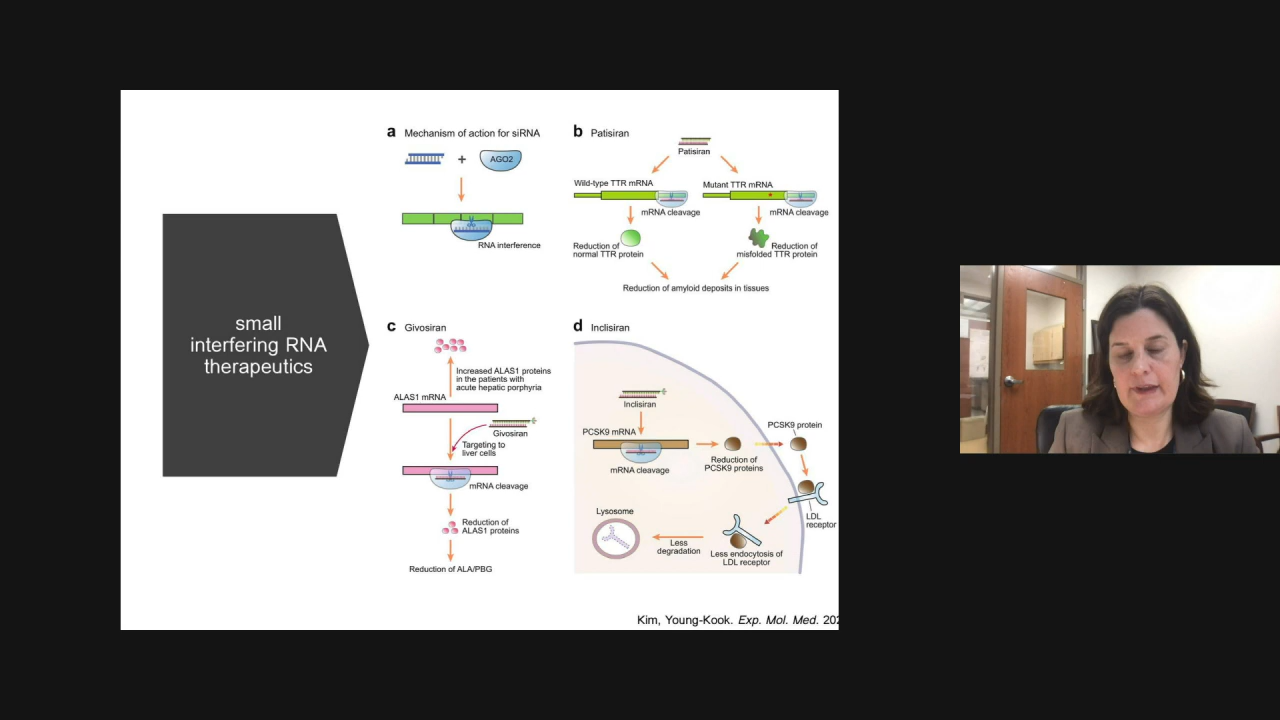 small
interfering RNA
therapeutics
a Mechanism of action for siRNA
+
AGO2
RNA interference
b Patisiran
Patisiran
Wild-type TTR mRNA
Mutant TTR mRNA
*
mRNA cleavage
mRNA cleavage
Reduction of
normal TTR protein
Reduction of
misfolded TTR protein
Reduction of amyloid deposits in tissues
c Givosiran
Increased ALAS1 proteins
in the patients with
acute hepatic porphyria
ALAS1 mRNA
Givosiran
Targeting to
liver cells
mRNA cleavage
Reduction of
ALAS1 proteins
Reduction of ALA/PBG
d Inclisiran
Inclisiran
PCSK9 mRNA
mRNA cleavage
Reduction of
PCSK9 proteins
PCSK9 protein
LDL
receptor
Less endocytosis of
LDL receptor
Less
degradation
Lysosome
Kim, Young-Kook. Exp. Mol. Med.